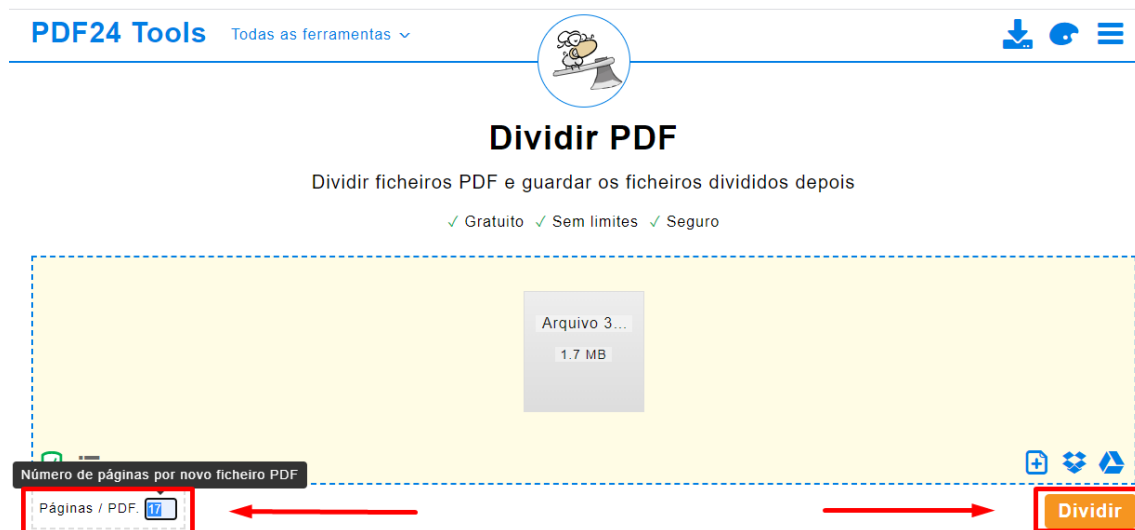 PDF24 Tools Todas as ferramentas
Dividir PDF
Dividir ficheiros PDF e guardar os ficheiros divididos depois
✓ Gratuito ✓ Sem limites ✓ Seguro
Arquivo 3...
1.7 MB
Número de páginas por novo ficheiro PDF
Páginas / PDF. 17
Dividir